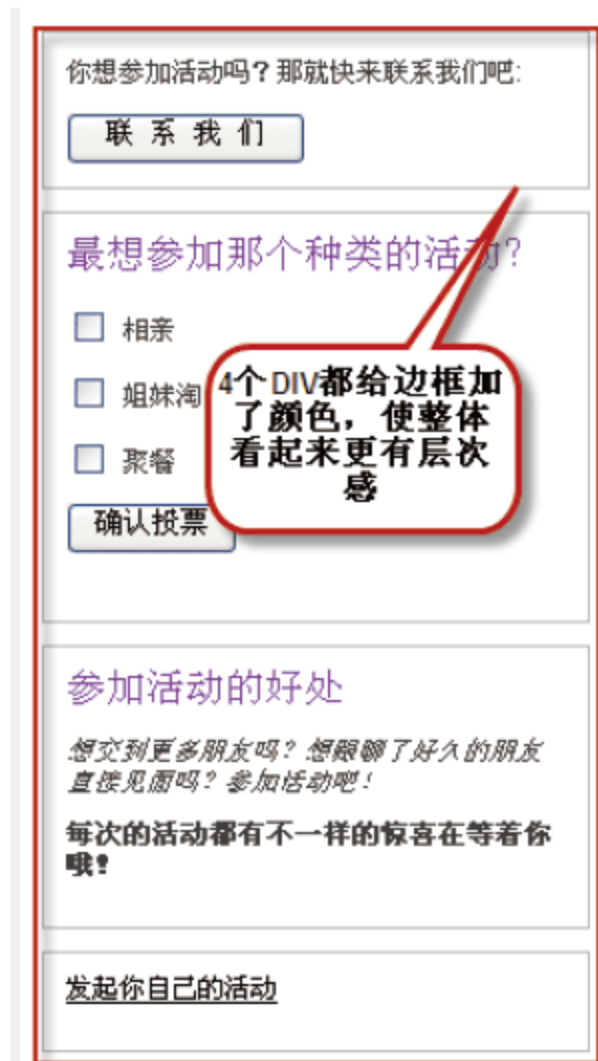 你想参加活动吗？那就快来联系我们吧:
联 系 我 们
最想参加那个种类的活动?
相亲
姐妹淘
聚餐
4个DIV都给边框加
了颜色，使整体
看起来更有层次
感
确认投票
参加活动的好处
想交到更多朋友吗？想跟聊了好久的朋友
直接见面吗？参加活动吧！
每次的活动都有不一样的惊喜在等着你
哦！
发起你自己的活动